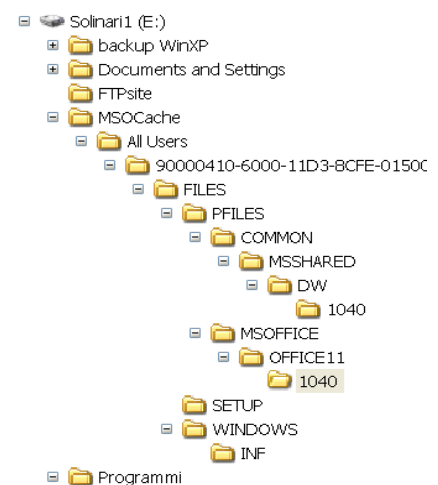 Solinari1 (E:)
backup WinXP
Documents and Settings
FTPsite
MSOCache
All Users
90000410-6000-11D3-8CFE-01500
FILES
PFILES
COMMON
MSSHARED
DW
1040
MSOFFICE
OFFICE11
1040
SETUP
WINDOWS
INF
Programmi